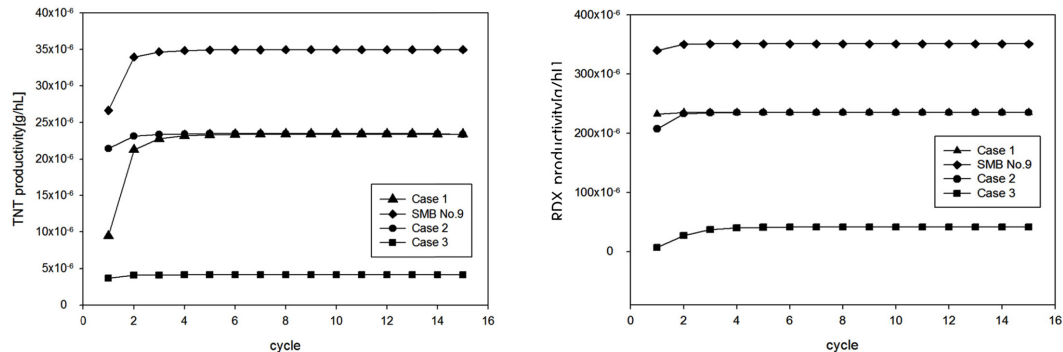 40x10⁻⁶
35x10⁻⁶
30x10⁻⁶
25x10⁻⁶
20x10⁻⁶
15x10⁻⁶
10x10⁻⁶
5x10⁻⁶
0
TNT productivity[g/hL]
0 2 4 6 8 10 12 14 16
cycle
Case 1
SMB No.9
Case 2
Case 3
400x10⁻⁶
300x10⁻⁶
200x10⁻⁶
100x10⁻⁶
0
RDX productivity[g/hL]
0 2 4 6 8 10 12 14 16
cycle
Case 1
SMB No.9
Case 2
Case 3